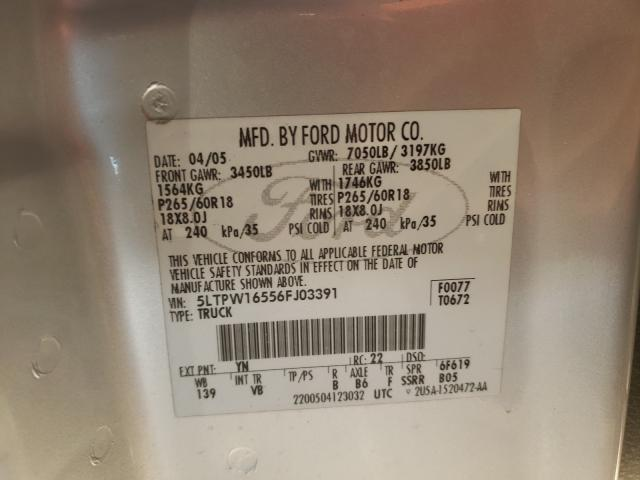 MFD. BY FORD MOTOR CO.
DATE: 04/05 GVWR: 7050LB/ 3197KG
FRONT GAWR: 3450LB REAR GAWR: 3850LB
1564KG WITH 1746KG WITH
P265/60R18 TIRES P265/60R18 TIRES
18X8.0J RIMS 18X8.0J RIMS
AT 240 kPa/35 PSI COLD AT 240 kPa/35 PSI COLD
Ford
THIS VEHICLE CONFORMS TO ALL APPLICABLE FEDERAL MOTOR
VEHICLE SAFETY STANDARDS IN EFFECT ON THE DATE OF
MANUFACTURE SHOWN ABOVE.
VIN: 5LTPW16556FJ03391 F0077
TYPE: TRUCK T0672
EXT PNT: YN RC: 22 DSO:
WB INT TR TP/PS R AXLE TR SPR 6F619
139 VB B B6 F SSRR B05
2200504123032 UTC 2U5A-1520472-AA